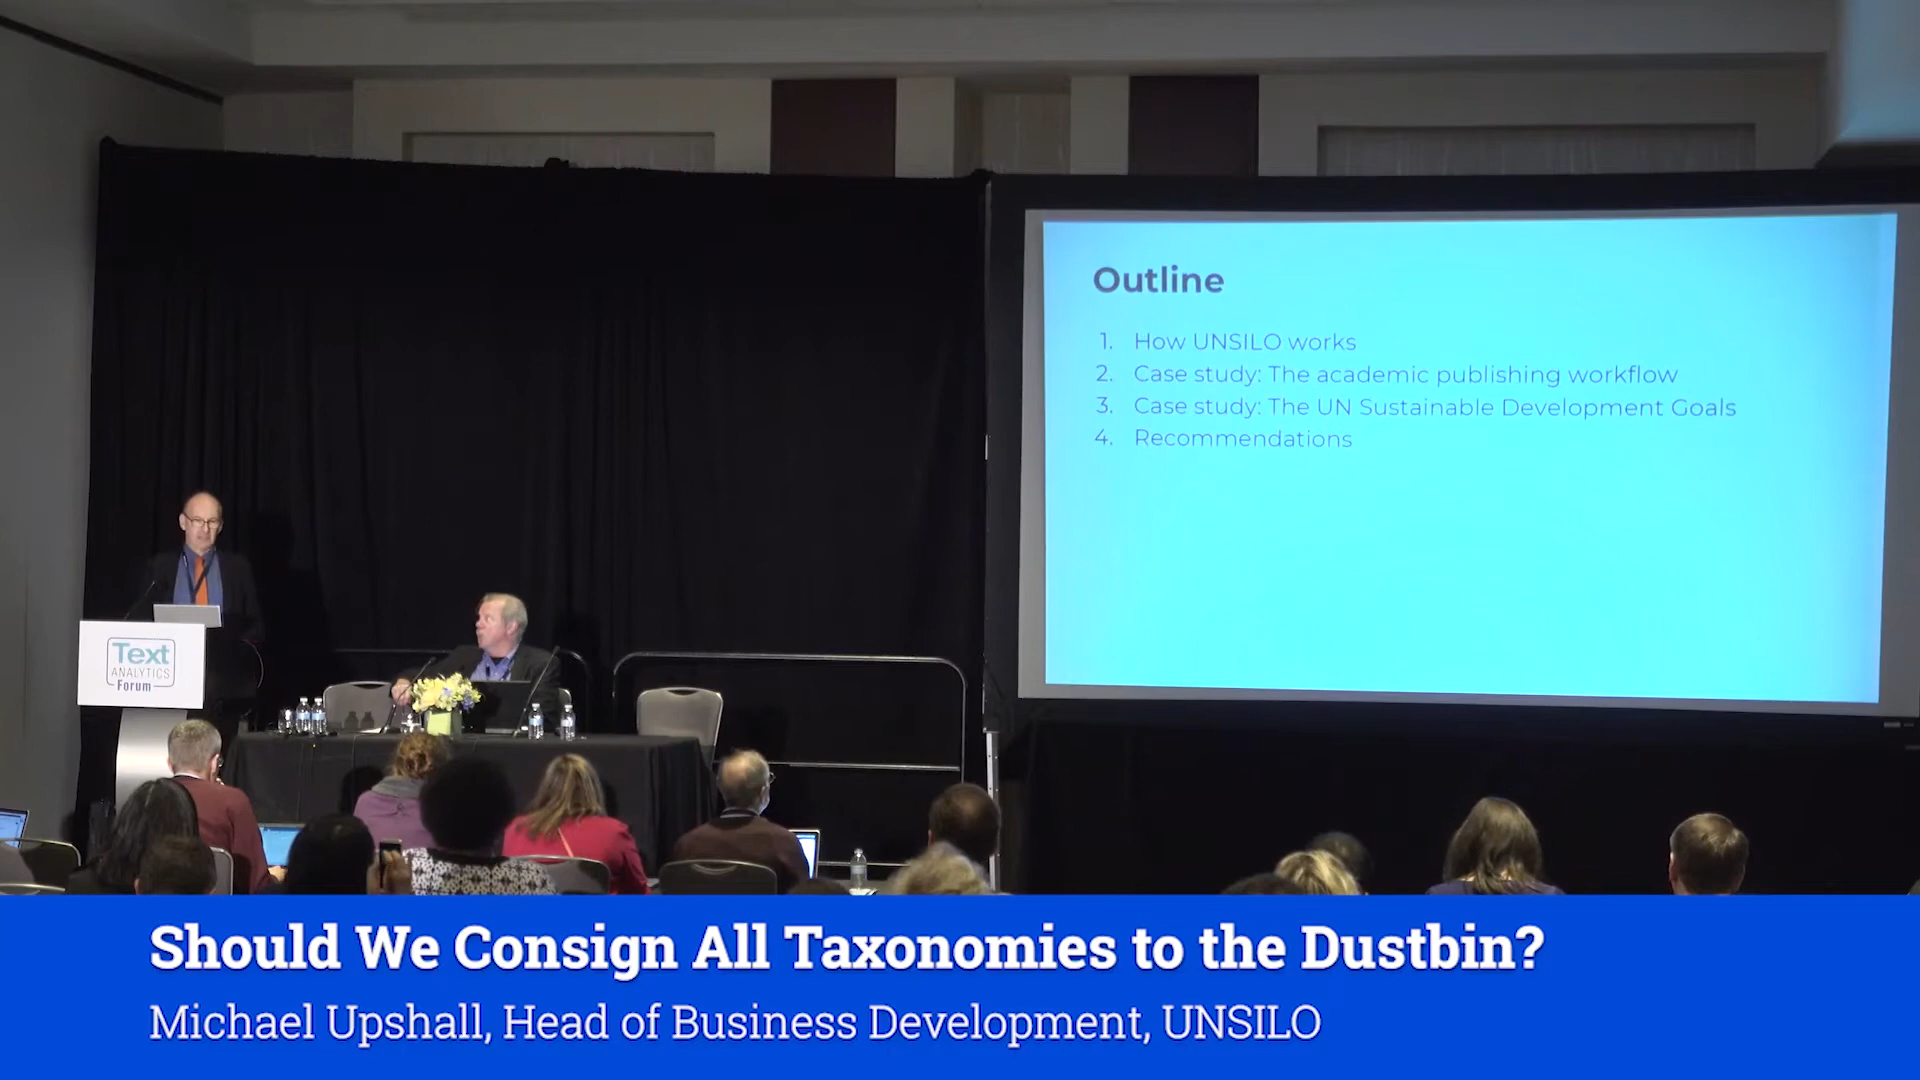 Outline
1. How UNSILO works
2. Case study: The academic publishing workflow
3. Case study: The UN Sustainable Development Goals
4. Recommendations
Text
ANALYTICS
Forum
Should We Consign All Taxonomies to the Dustbin?
Michael Upshall, Head of Business Development, UNSILO